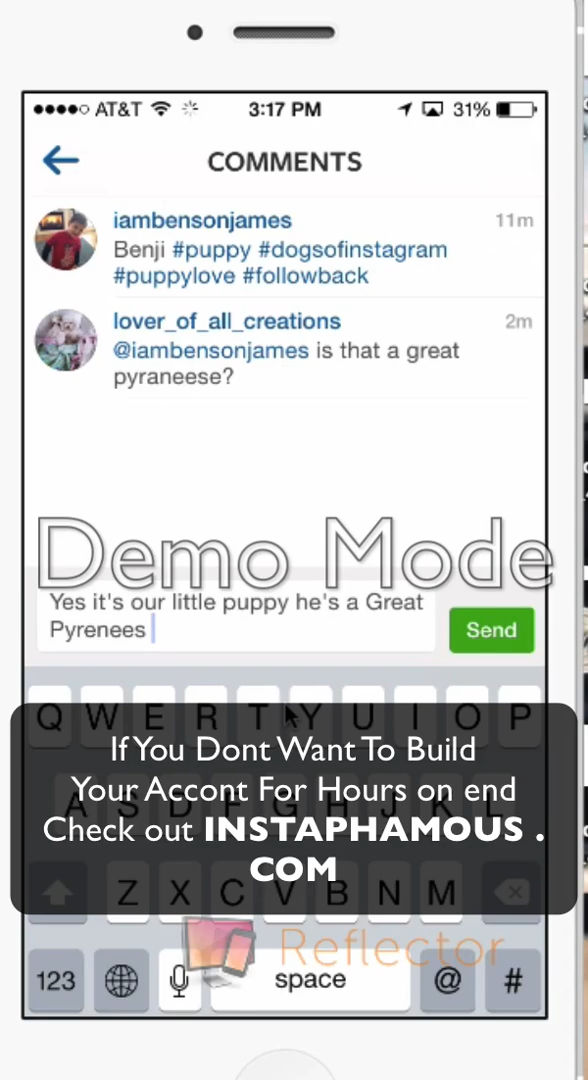 AT&T 3:17 PM 31%
COMMENTS
iambensonjames 11m
Benji #puppy #dogsofinstagram
#puppylove #followback
lover_of_all_creations 2m
@iambensonjames is that a great
pyraneese?
Demo Mode
Yes it's our little puppy he's a Great
Pyrenees
Send
Q W E R T Y U I O P
If You Dont Want To Build
Your Accont For Hours on end
Check out INSTAPHAMOUS .
COM
A S D F G H J K L
Z X C V B N M
Reflector
123 space @ #